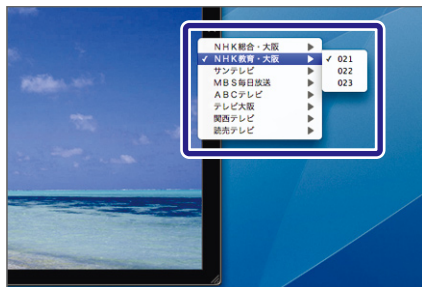 NHK総合・大阪
✓ NHK教育・大阪
サンテレビ
MBS毎日放送
ABCテレビ
テレビ大阪
関西テレビ
読売テレビ
✓ 021
022
023